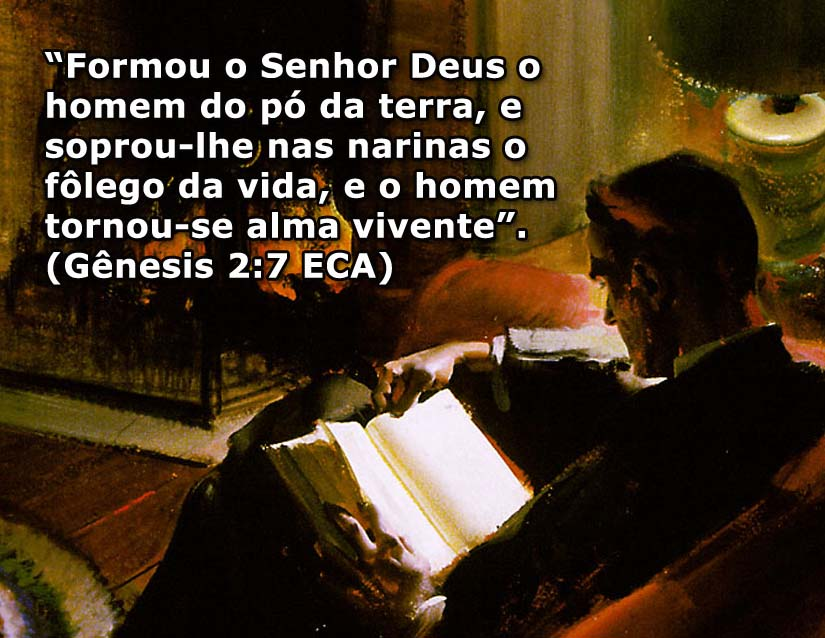 “Formou o Senhor Deus o
homem do pó da terra, e
soprou-lhe nas narinas o
fôlego da vida, e o homem
tornou-se alma vivente”.
(Gênesis 2:7 ECA)